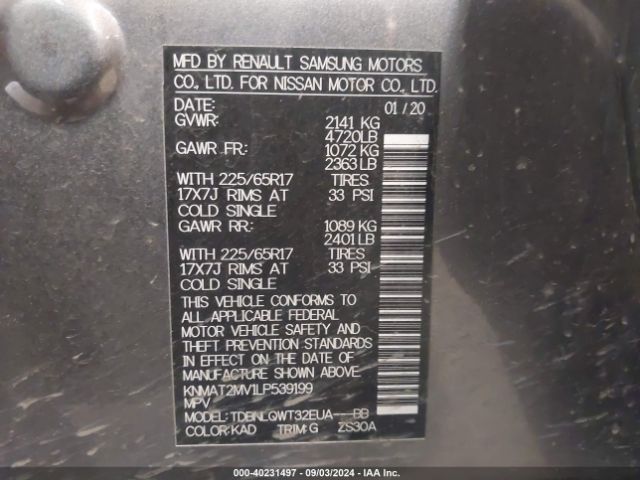 MFD BY RENAULT SAMSUNG MOTORS
CO., LTD. FOR NISSAN MOTOR CO., LTD.
DATE: 01/20
GVWR: 2141 KG
4720LB
GAWR FR: 1072 KG
2363LB
WITH 225/65R17 TIRES
17X7J RIMS AT 33 PSI
COLD SINGLE
GAWR RR: 1089 KG
2401LB
WITH 225/65R17 TIRES
17X7J RIMS AT 33 PSI
COLD SINGLE
THIS VEHICLE CONFORMS TO
ALL APPLICABLE FEDERAL
MOTOR VEHICLE SAFETY AND
THEFT PREVENTION STANDARDS
IN EFFECT ON THE DATE OF
MANUFACTURE SHOWN ABOVE.
KNMAT2MV1LP539199
MPV
MODEL:TDBNLQWT32EUA---BB
COLOR:KAD TRIM:G ZS30A
000-40231497 - 09/03/2024 - IAA Inc.